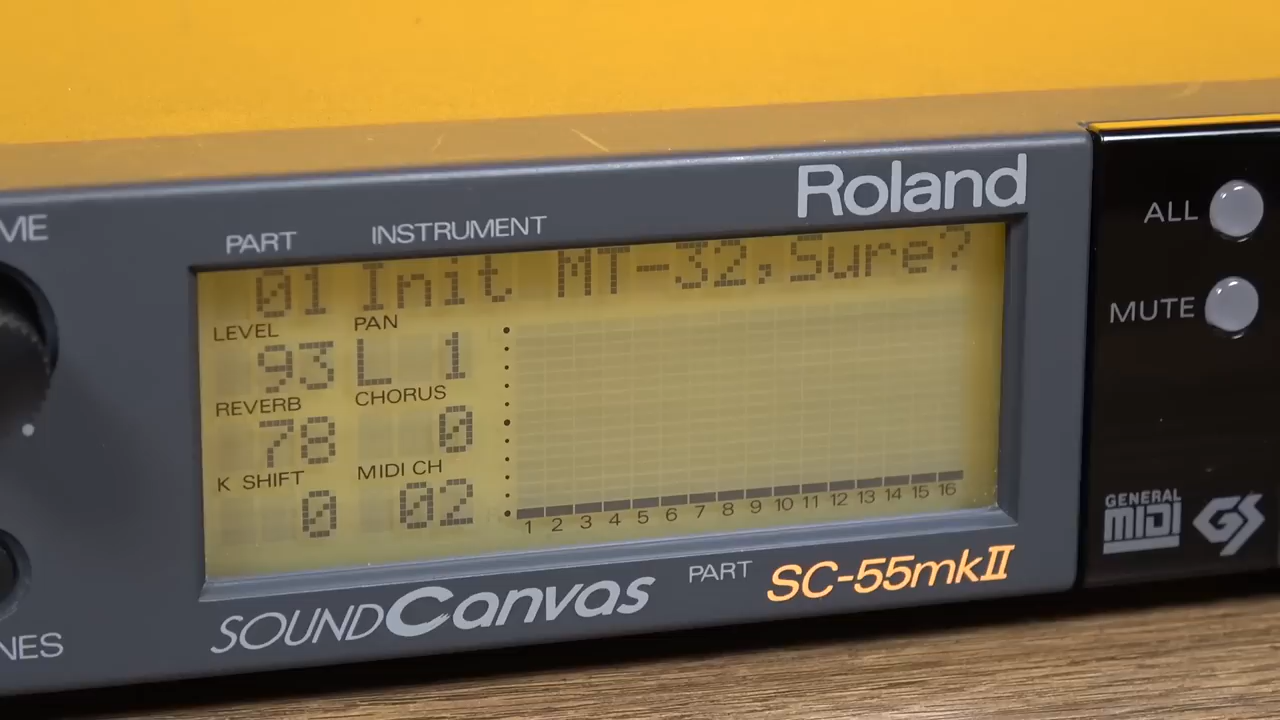 Roland
ME
PART INSTRUMENT
01 Init MT-32,Sure?
LEVEL PAN
93 L 1
REVERB CHORUS
78 0
K SHIFT MIDI CH
0 02
1 2 3 4 5 6 7 8 9 10 11 12 13 14 15 16
PART
SOUND Canvas
SC-55mkII
NES
ALL
MUTE
GENERAL
MIDI
GS